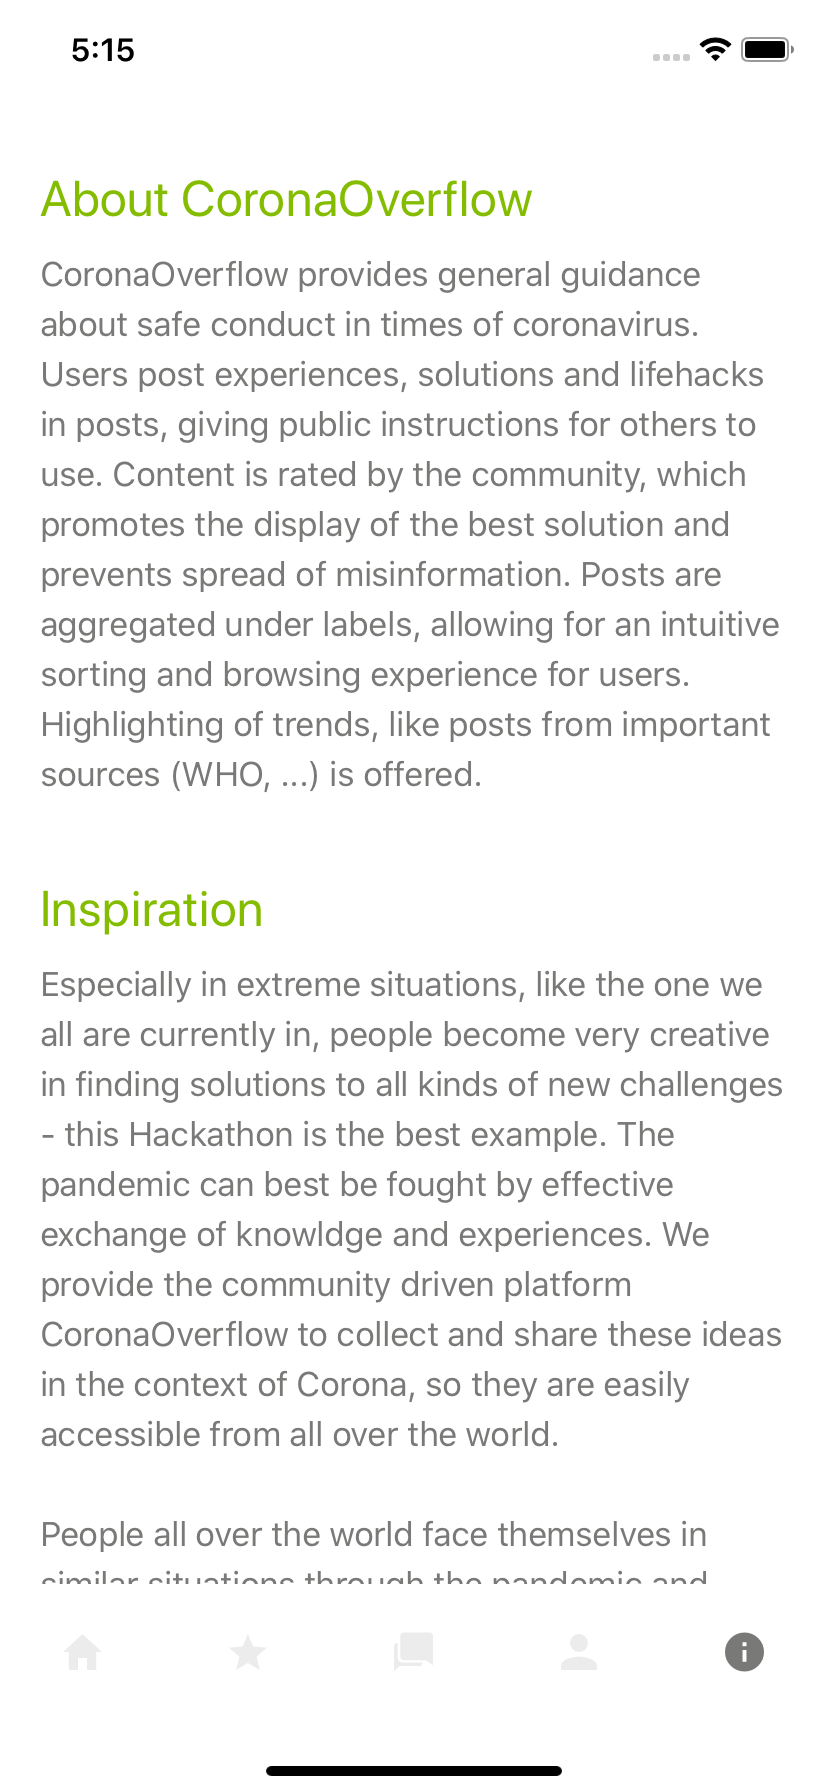 5:15
About CoronaOverflow
CoronaOverflow provides general guidance
about safe conduct in times of coronavirus.
Users post experiences, solutions and lifehacks
in posts, giving public instructions for others to
use. Content is rated by the community, which
promotes the display of the best solution and
prevents spread of misinformation. Posts are
aggregated under labels, allowing for an intuitive
sorting and browsing experience for users.
Highlighting of trends, like posts from important
sources (WHO, ...) is offered.
Inspiration
Especially in extreme situations, like the one we
all are currently in, people become very creative
in finding solutions to all kinds of new challenges
- this Hackathon is the best example. The
pandemic can best be fought by effective
exchange of knowldge and experiences. We
provide the community driven platform
CoronaOverflow to collect and share these ideas
in the context of Corona, so they are easily
accessible from all over the world.
People all over the world face themselves in
similar situations through the pandemic and